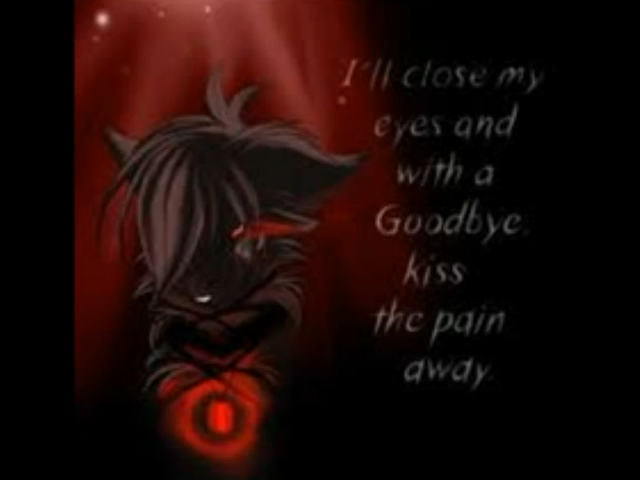 I'll close my
eyes and
with a
Goodbye,
kiss
the pain
away.